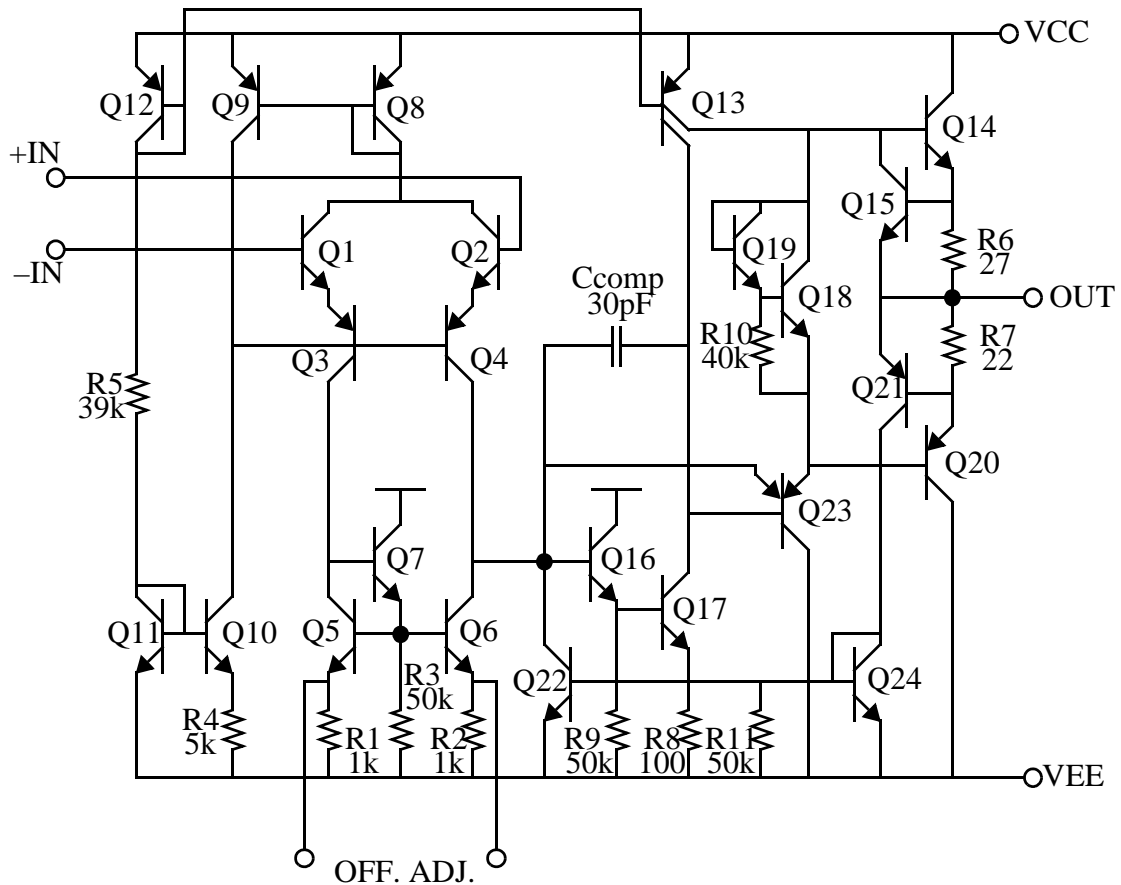 VCC
Q12
Q9
Q8
Q13
Q14
+IN
–IN
Q1
Q2
Q15
Q19
Q18
R6
27
Ccomp
30pF
OUT
R10
40k
R7
22
Q3
Q4
R5
39k
Q21
Q20
Q23
Q7
Q16
Q17
Q11
Q10
Q5
Q6
R3
50k
Q22
Q24
R4
5k
R1
1k
R2
1k
R9
50k
R8
100
R11
50k
VEE
OFF. ADJ.